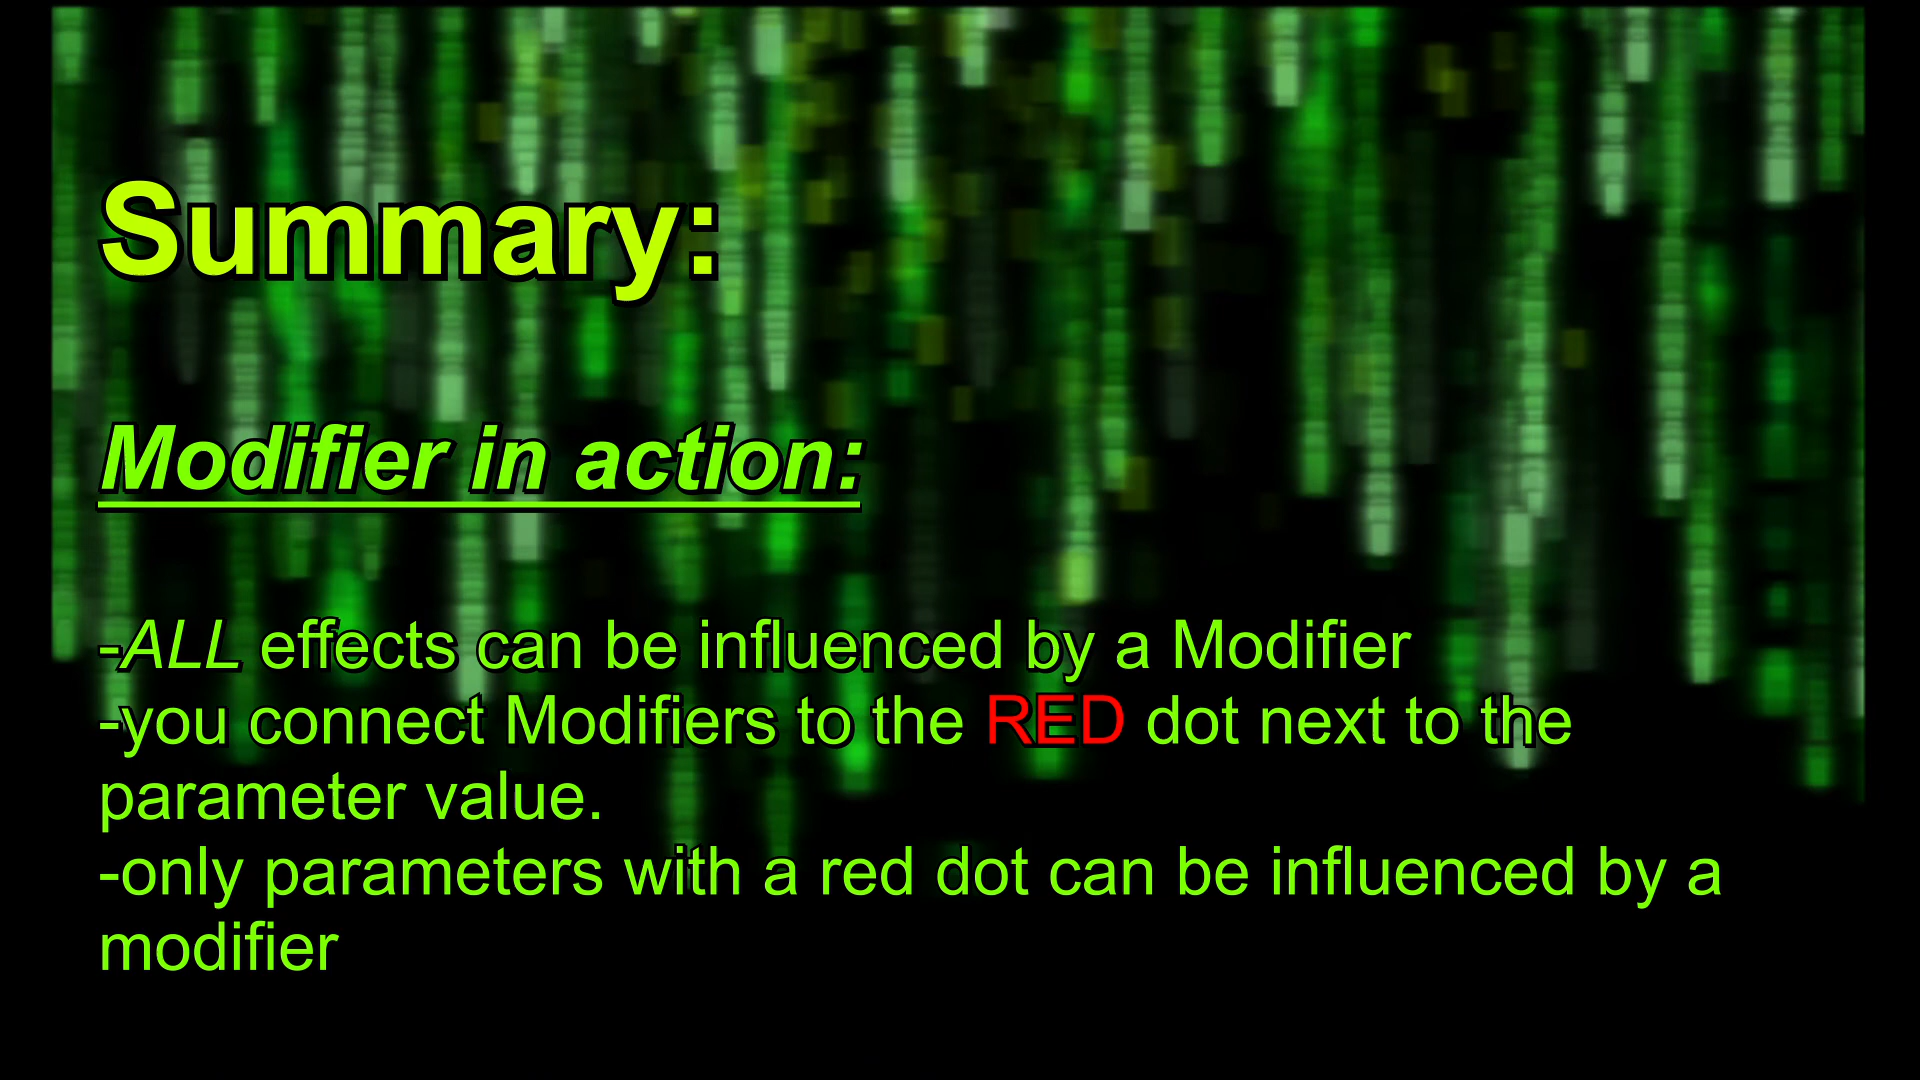 Summary:
Modifier in action:
-ALL effects can be influenced by a Modifier
-you connect Modifiers to the RED dot next to the
parameter value.
-only parameters with a red dot can be influenced by a
modifier